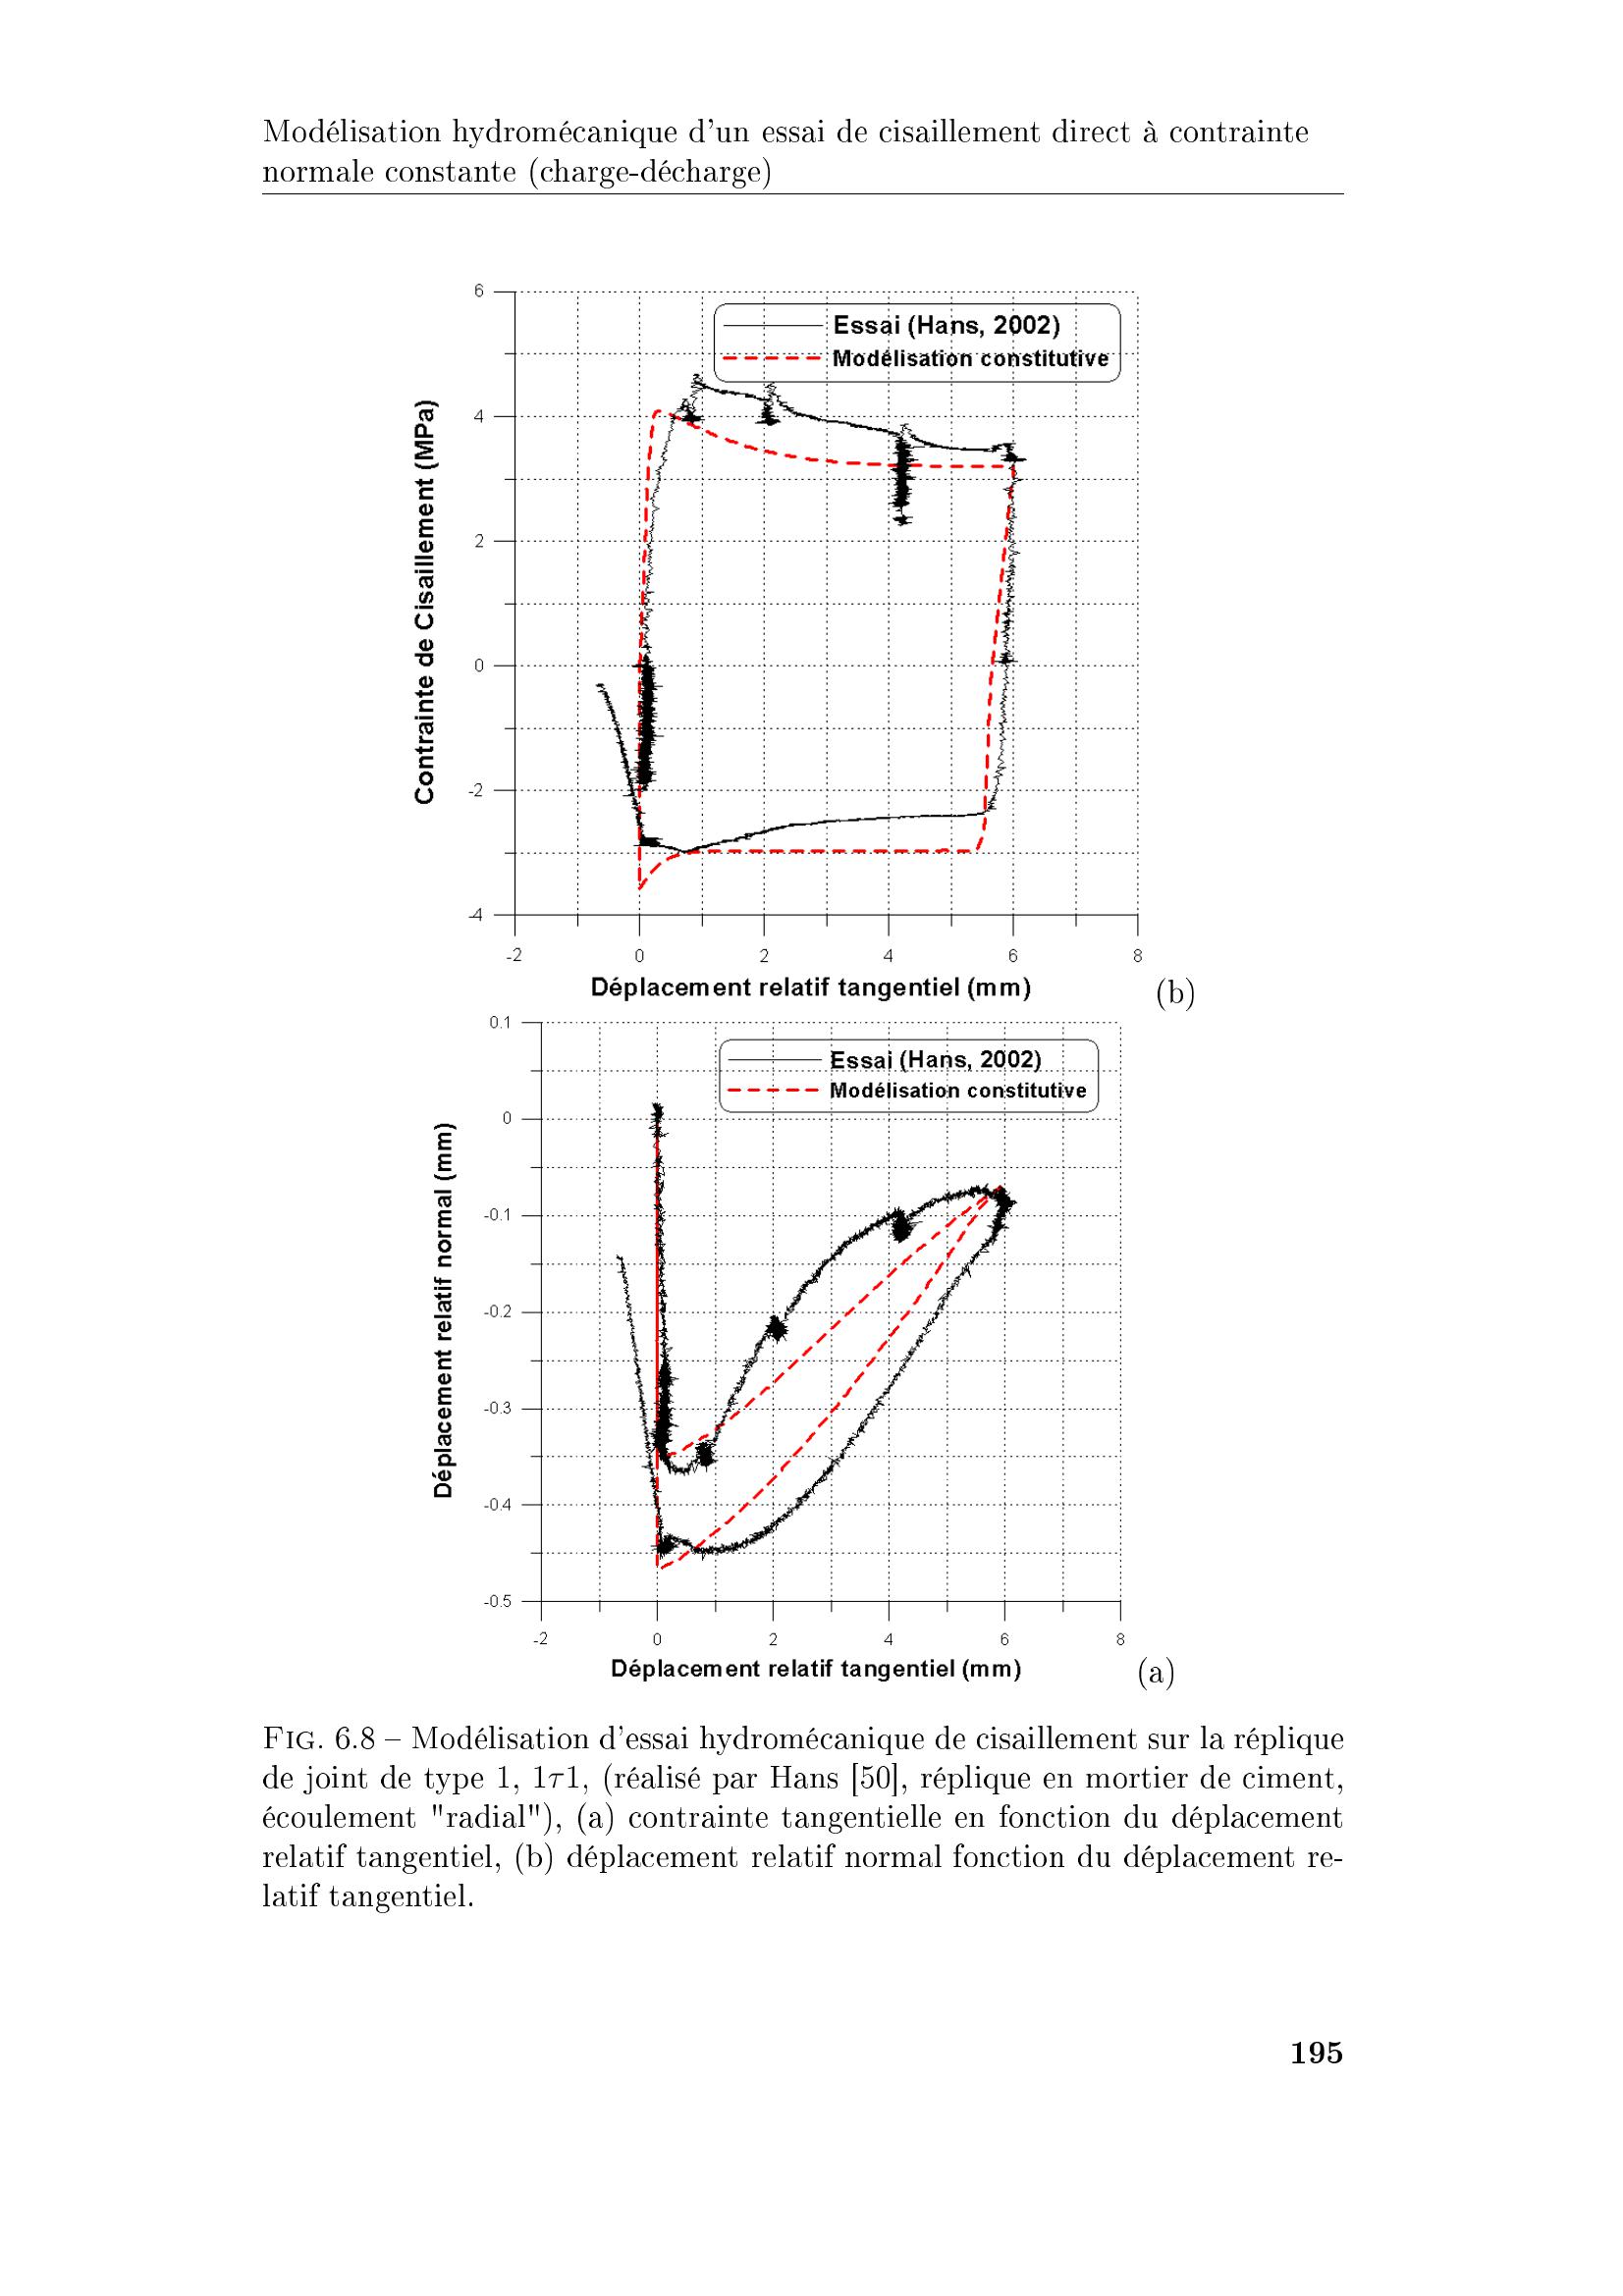 Modélisation hydromécanique d'un essai de cisaillement direct à contrainte
normale constante (charge-décharge)
6
4
2
0
-2
-4
Contrainte de Cisaillement (MPa)
Essai (Hans, 2002)
Modélisation constitutive
-2 0 2 4 6 8
Déplacement relatif tangentiel (mm)
(b)
0.1
0
-0.1
-0.2
-0.3
-0.4
-0.5
Déplacement relatif normal (mm)
Essai (Hans, 2002)
Modélisation constitutive
-2 0 2 4 6 8
Déplacement relatif tangentiel (mm)
(a)
FIG. 6.8 – Modélisation d'essai hydromécanique de cisaillement sur la réplique
de joint de type 1, 1τ1, (réalisé par Hans [50], réplique en mortier de ciment,
écoulement "radial"), (a) contrainte tangentielle en fonction du déplacement
relatif tangentiel, (b) déplacement relatif normal fonction du déplacement re-
latif tangentiel.
195